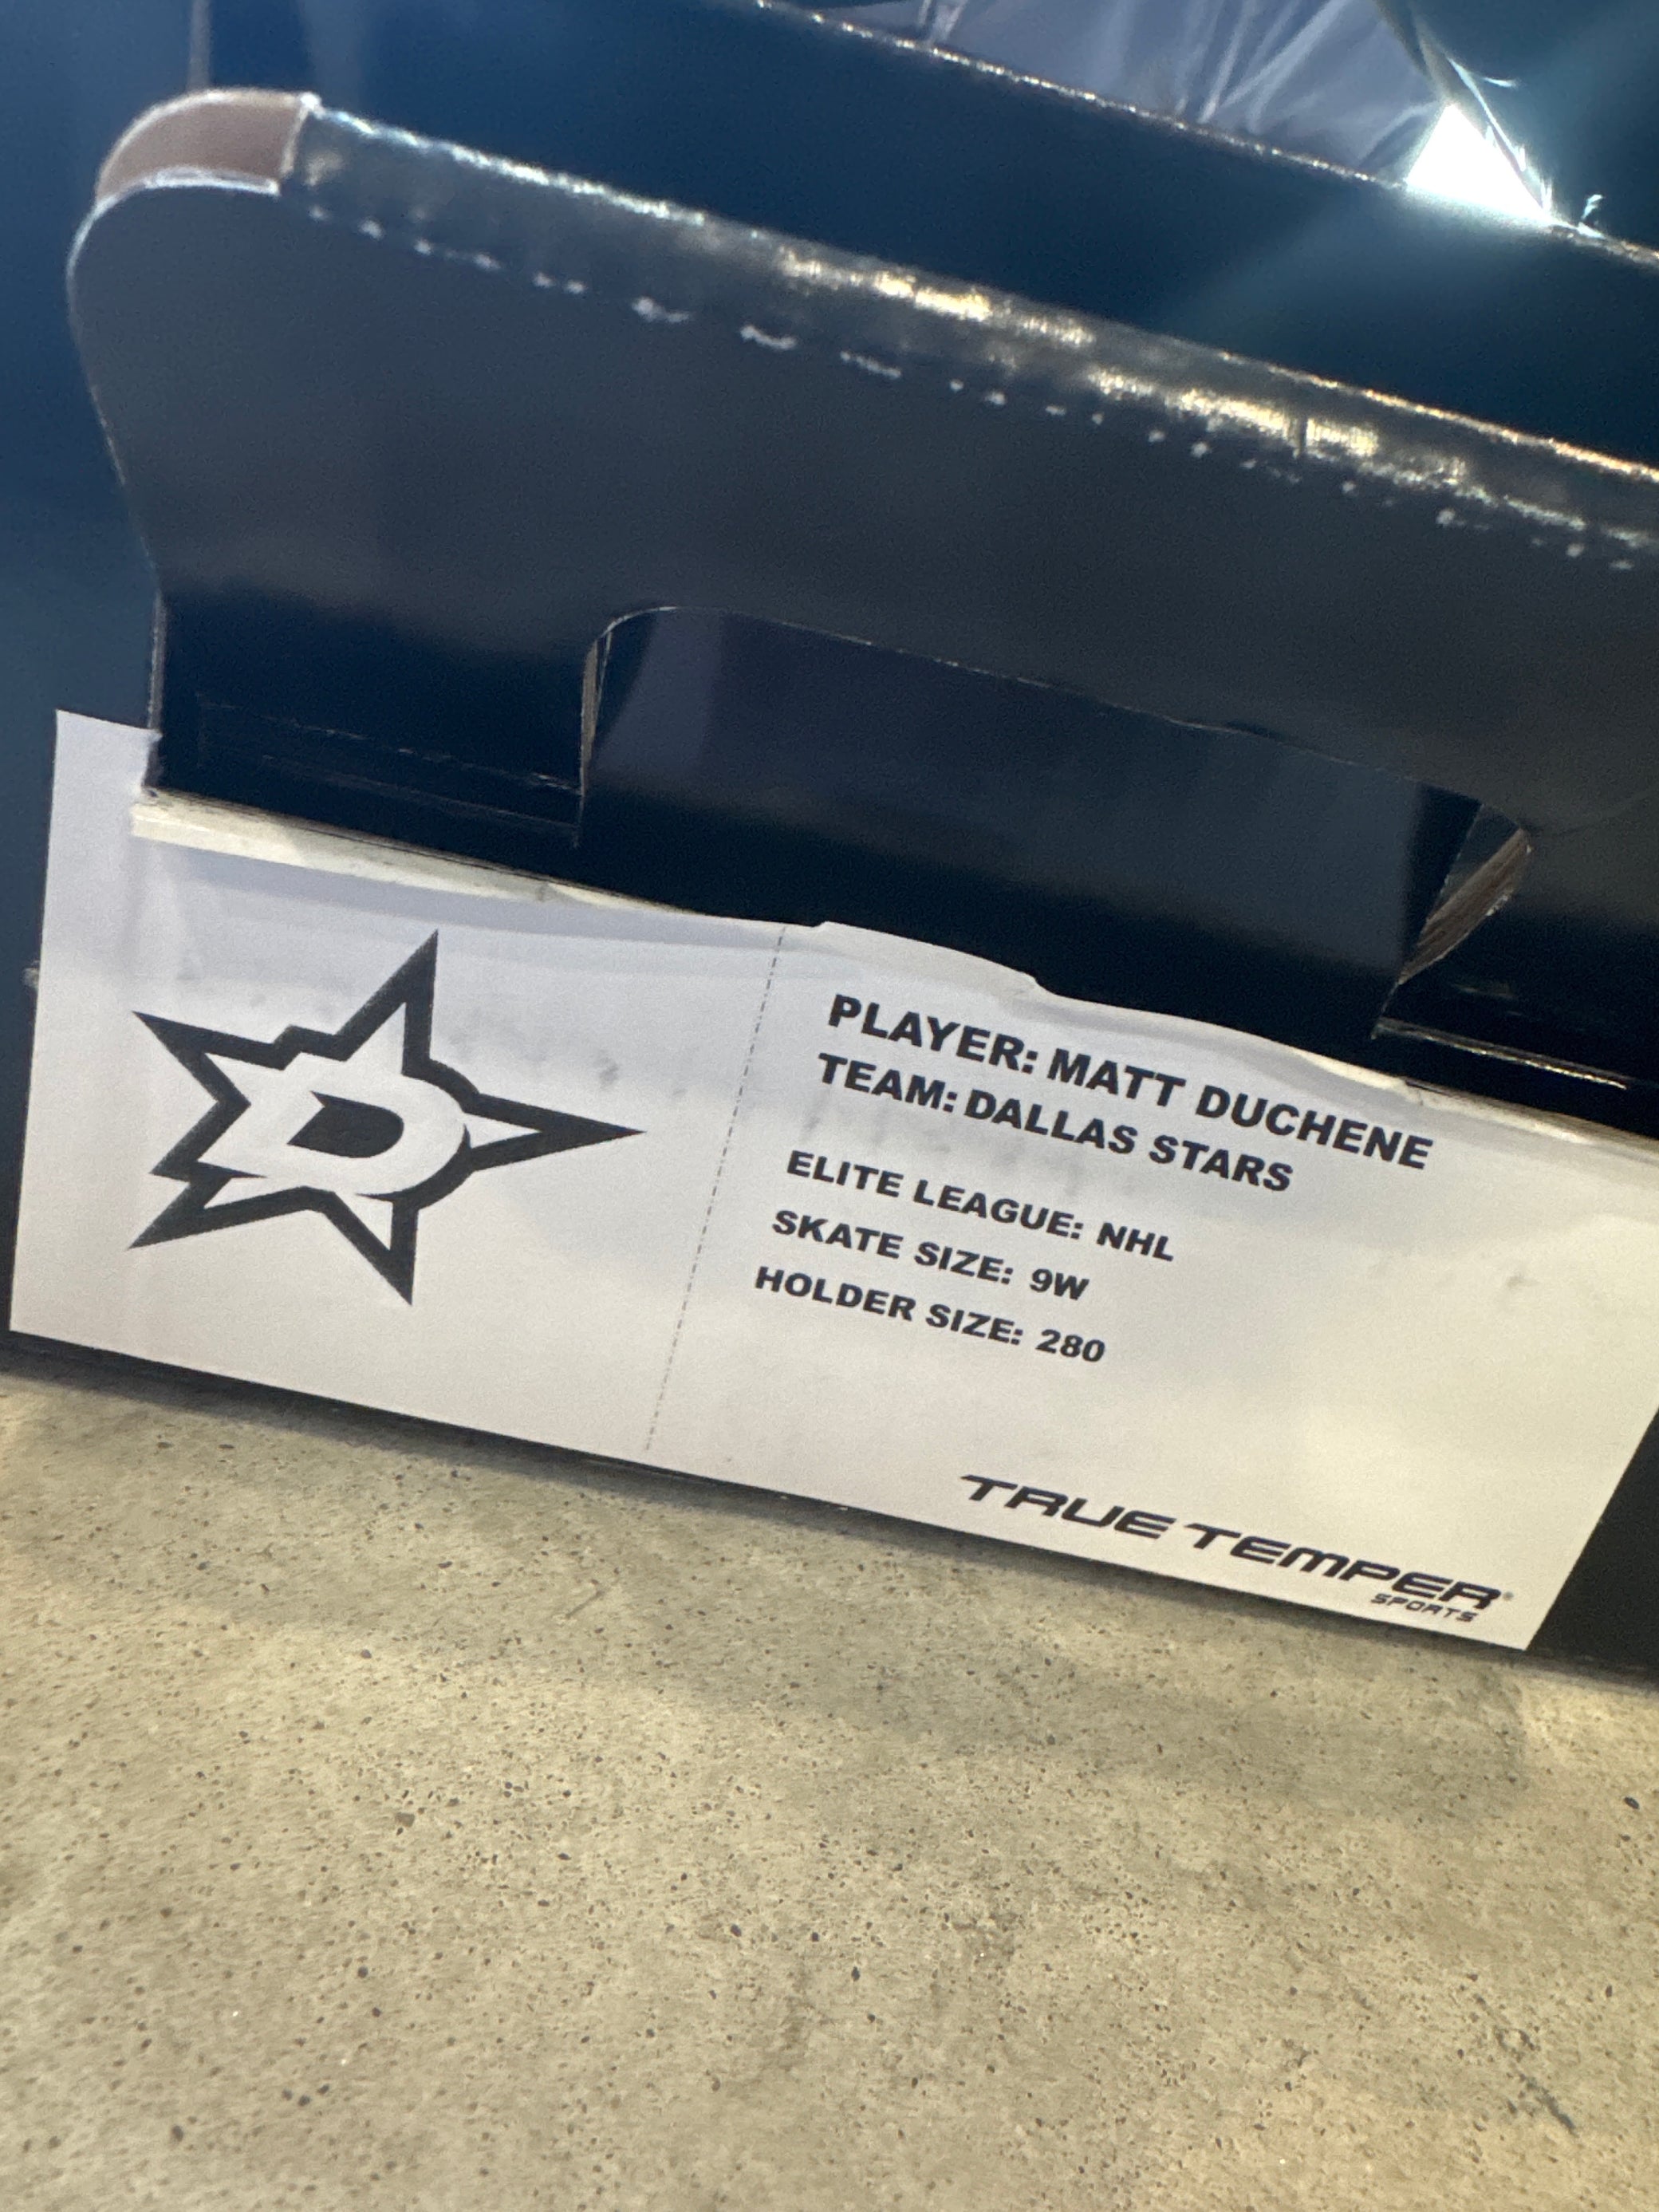 D
PLAYER: MATT DUCHENE
TEAM: DALLAS STARS
ELITE LEAGUE: NHL
SKATE SIZE: 9W
HOLDER SIZE: 280
TRUE TEMPER®
SPORTS